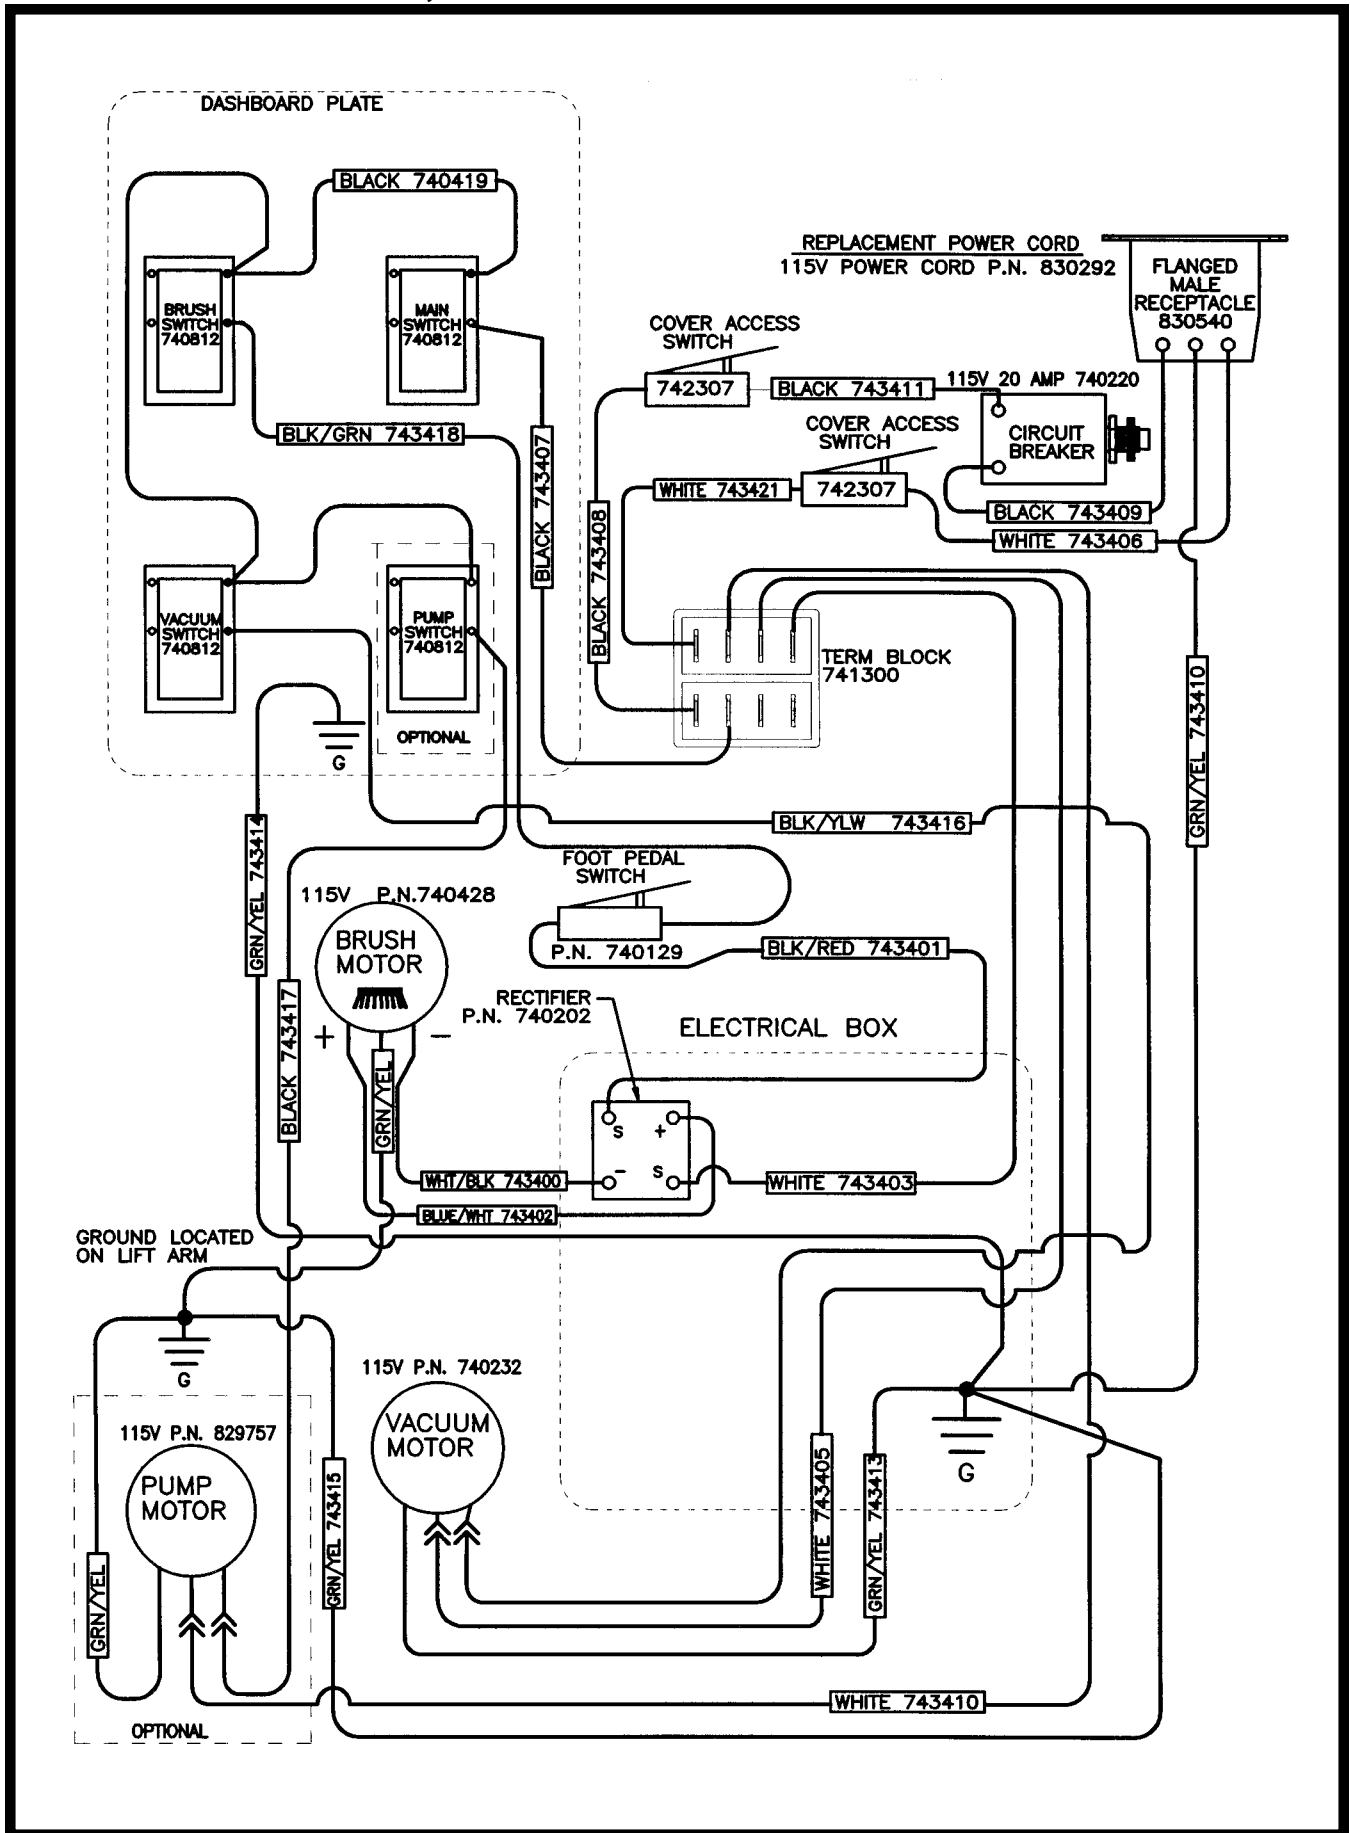 DASHBOARD PLATE
BLACK 740419
BRUSH
SWITCH
740812
MAIN
SWITCH
740812
REPLACEMENT POWER CORD
115V POWER CORD P.N. 830292
FLANGED
MALE
RECEPTACLE
830540
COVER ACCESS
SWITCH
742307
BLACK 743411
115V 20 AMP 740220
CIRCUIT
BREAKER
COVER ACCESS
SWITCH
742307
WHITE 743421
BLACK 743409
WHITE 743406
BLK/GRN 743418
BLACK 743407
BLACK 743408
VACUUM
SWITCH
740812
PUMP
SWITCH
740812
OPTIONAL
G
TERM BLOCK
741300
GRN/YEL 743410
BLK/YLW 743416
GRN/YEL 743414
FOOT PEDAL
SWITCH
P.N. 740129
115V P.N.740428
BRUSH
MOTOR
+
−
GRN/YEL
BLK/RED 743401
BLACK 743417
RECTIFIER
P.N. 740202
ELECTRICAL BOX
S
+
−
S
WHT/BLK 743400
WHITE 743403
BLUE/WHT 743402
GROUND LOCATED
ON LIFT ARM
G
115V P.N. 740232
VACUUM
MOTOR
115V P.N. 829757
PUMP
MOTOR
GRN/YEL
GRN/YEL 743415
WHITE 743405
GRN/YEL 743413
G
WHITE 743410
OPTIONAL